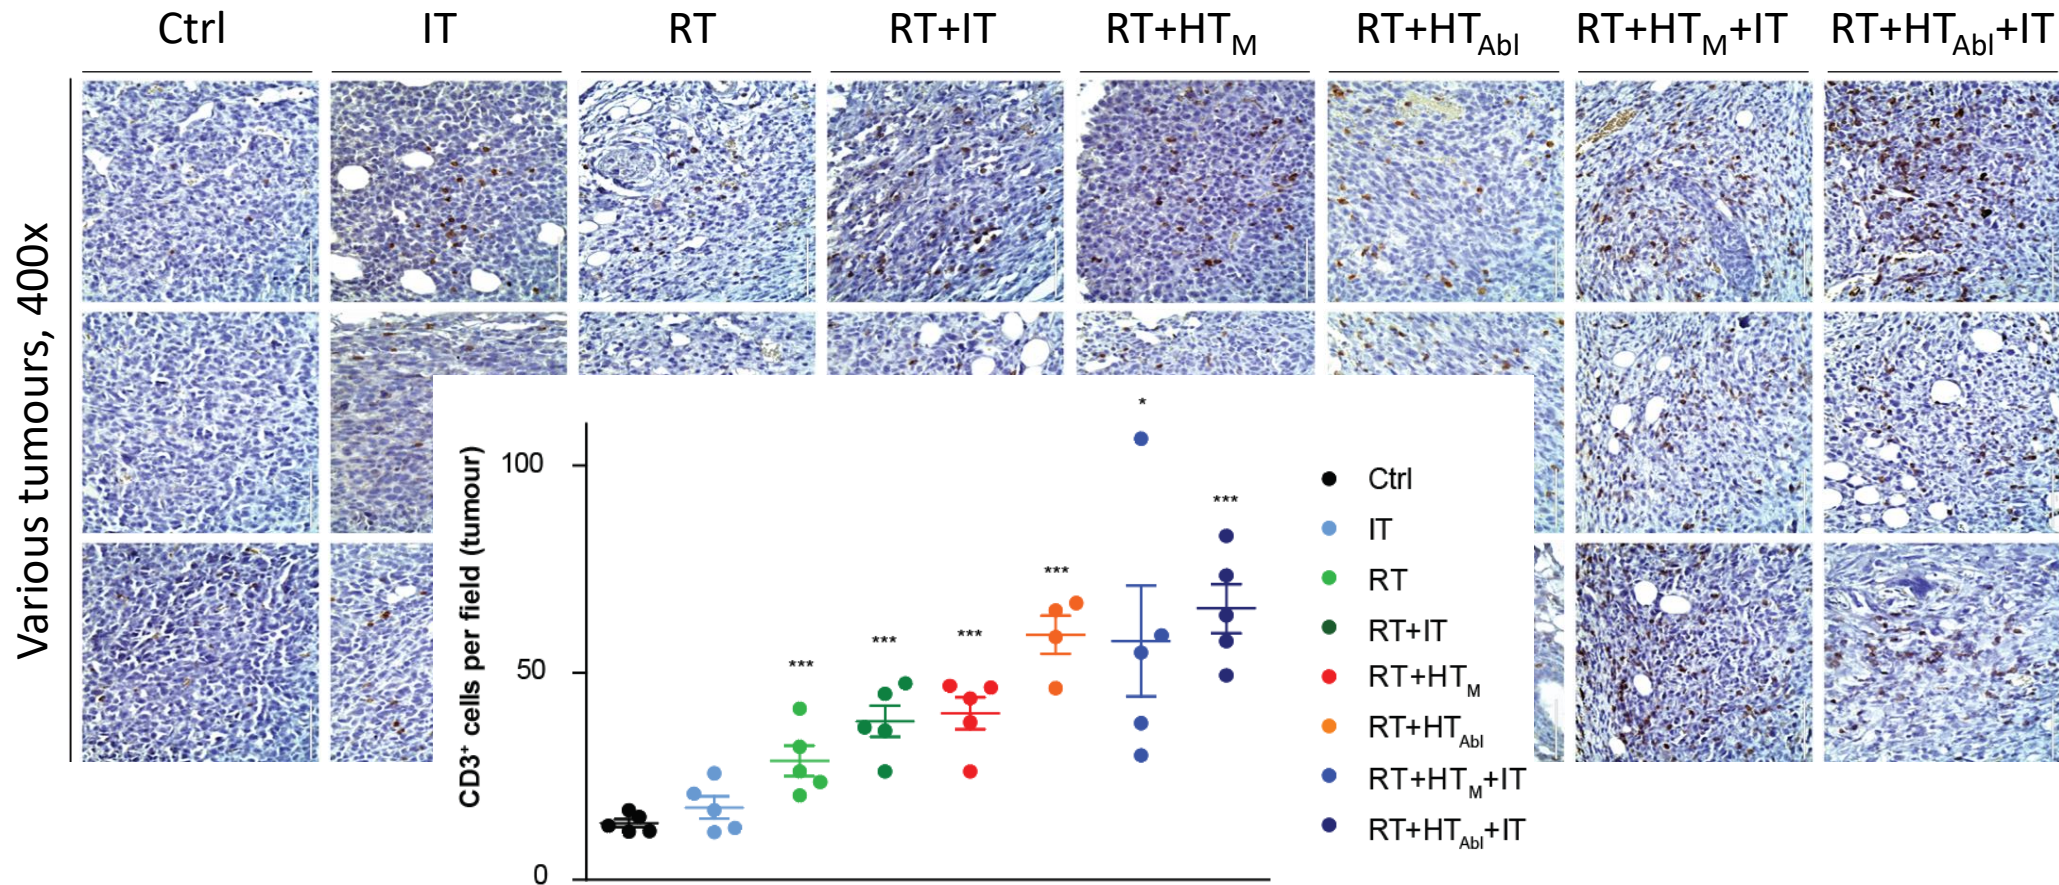 Ctrl IT RT RT+IT RT+HTM RT+HTAbl RT+HTM+IT RT+HTAbl+IT
Various tumours, 400x
CD3+ cells per field (tumour)
100
50
0
***
***
***
***
*
***
Ctrl
IT
RT
RT+IT
RT+HTM
RT+HTAbl
RT+HTM+IT
RT+HTAbl+IT